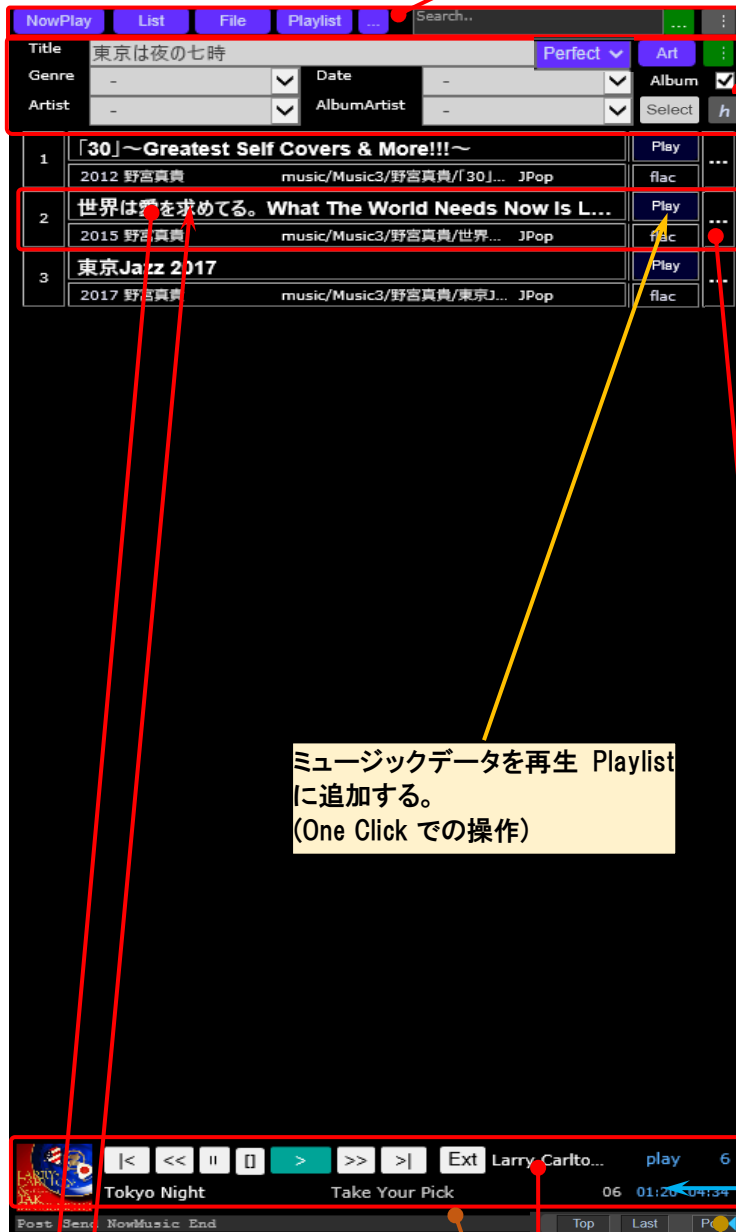 NowPlay List File Playlist ... Search.. ... ⋮
Title 東京は夜の七時 Perfect Art ⋮
Genre - Date - Album
Artist - AlbumArtist - Select h
1 「30」～Greatest Self Covers & More!!!～ Play ...
2012 野宮真貴 music/Music3/野宮真貴/「30」... JPop flac
2 世界は愛を求めてる。What The World Needs Now Is L... Play ...
2015 野宮真貴 music/Music3/野宮真貴/世界... JPop flac
3 東京Jazz 2017 Play ...
2017 野宮真貴 music/Music3/野宮真貴/東京J... JPop flac
ミュージックデータを再生 Playlist
に追加する。
(One Click での操作)
|< << II [] > >> >| Ext Larry Carlto... play 6
Tokyo Night Take Your Pick 06 01:20 04:34
Post Send NowMusic End Top Last